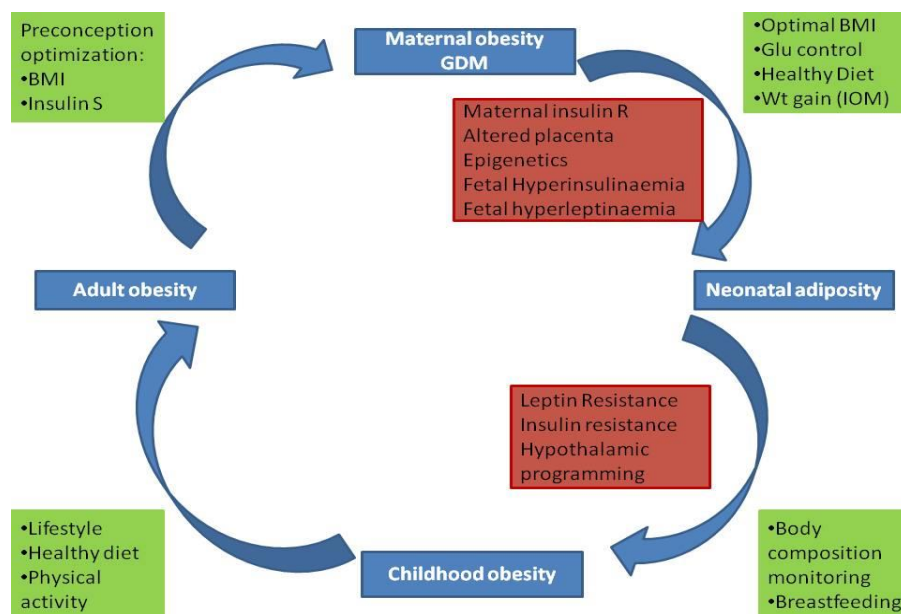 Preconception
optimization:
•BMI
•Insulin S
Maternal obesity
GDM
•Optimal BMI
•Glu control
•Healthy Diet
•Wt gain (IOM)
Maternal insulin R
Altered placenta
Epigenetics
Fetal Hyperinsulinaemia
Fetal hyperleptinaemia
Adult obesity
Neonatal adiposity
Leptin Resistance
Insulin resistance
Hypothalamic
programming
•Lifestyle
•Healthy diet
•Physical
activity
Childhood obesity
•Body
composition
monitoring
•Breastfeeding